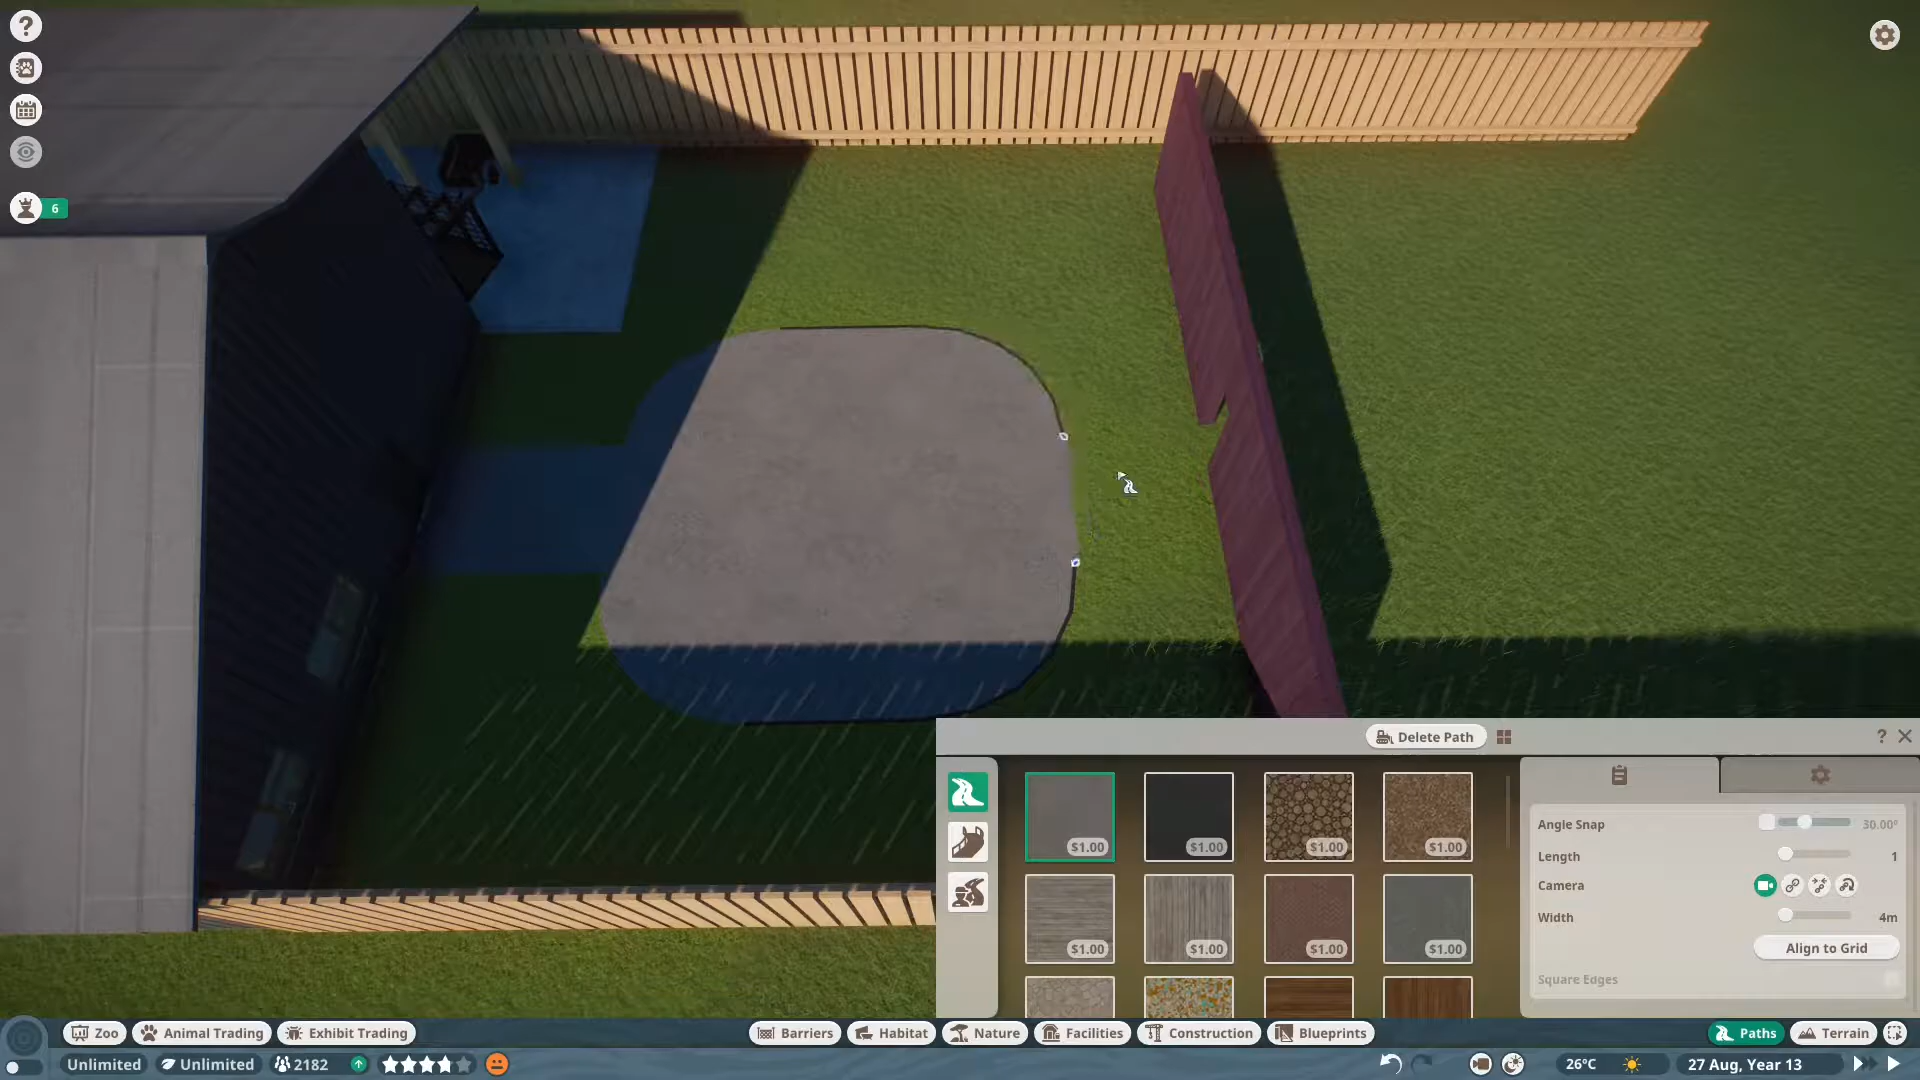 ?
6
Delete Path
?
$1.00 $1.00 $1.00 $1.00
$1.00 $1.00 $1.00 $1.00
Angle Snap 30.00°
Length 1
Camera
Width 4m
Align to Grid
Square Edges
Zoo Animal Trading Exhibit Trading Barriers Habitat Nature Facilities Construction Blueprints Paths Terrain
Unlimited Unlimited 2182 26°C 27 Aug, Year 13